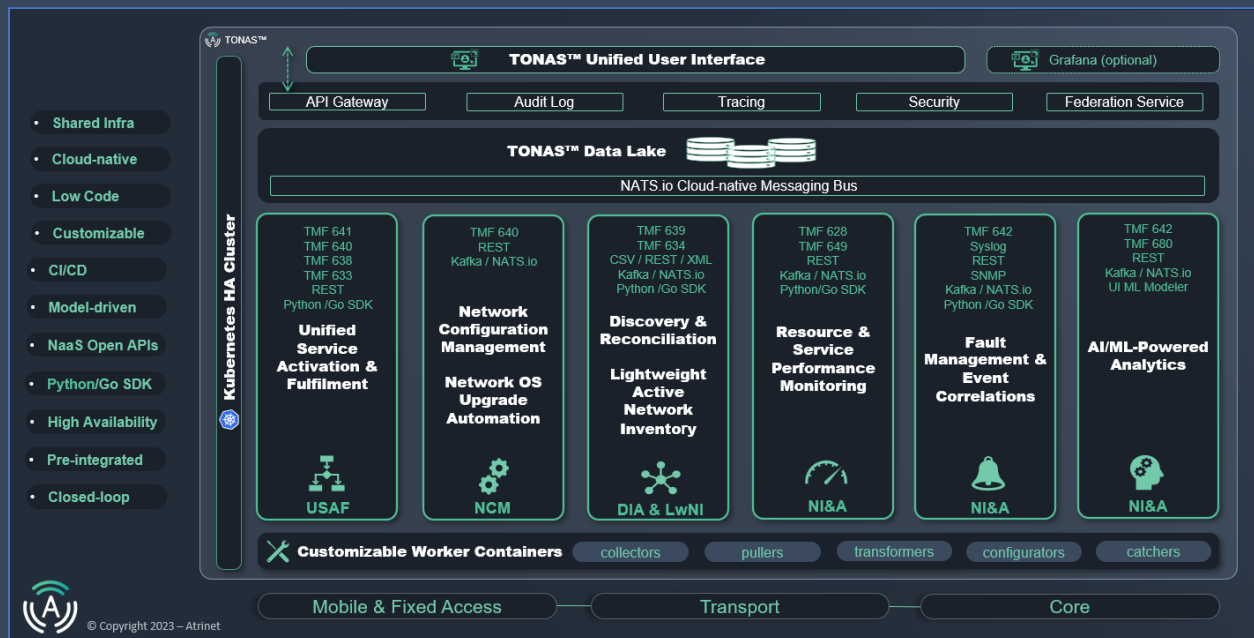 TONAS™
TONAS™ Unified User Interface
Grafana (optional)
API Gateway
Audit Log
Tracing
Security
Federation Service
TONAS™ Data Lake
NATS.io Cloud-native Messaging Bus
• Shared Infra
• Cloud-native
• Low Code
• Customizable
• CI/CD
• Model-driven
• NaaS Open APIs
• Python/Go SDK
• High Availability
• Pre-integrated
• Closed-loop
Kubernetes HA Cluster
TMF 641
TMF 640
TMF 638
TMF 633
REST
Python /Go SDK
Unified
Service
Activation &
Fulfilment
USAF
TMF 640
REST
Kafka / NATS.io
Network
Configuration
Management
Network OS
Upgrade
Automation
NCM
TMF 639
TMF 634
CSV / REST / XML
Kafka / NATS.io
Python /Go SDK
Discovery &
Reconciliation
Lightweight
Active
Network
Inventory
DIA & LwNI
TMF 628
TMF 649
REST
Kafka / NATS.io
Python/Go SDK
Resource &
Service
Performance
Monitoring
NI&A
TMF 642
Syslog
REST
SNMP
Kafka / NATS.io
Python /Go SDK
Fault
Management &
Event
Correlations
NI&A
TMF 642
TMF 680
REST
Kafka / NATS.io
UI ML Modeler
AI/ML-Powered
Analytics
NI&A
Customizable Worker Containers
collectors
pullers
transformers
configurators
catchers
Mobile & Fixed Access
Transport
Core
© Copyright 2023 – Atrinet